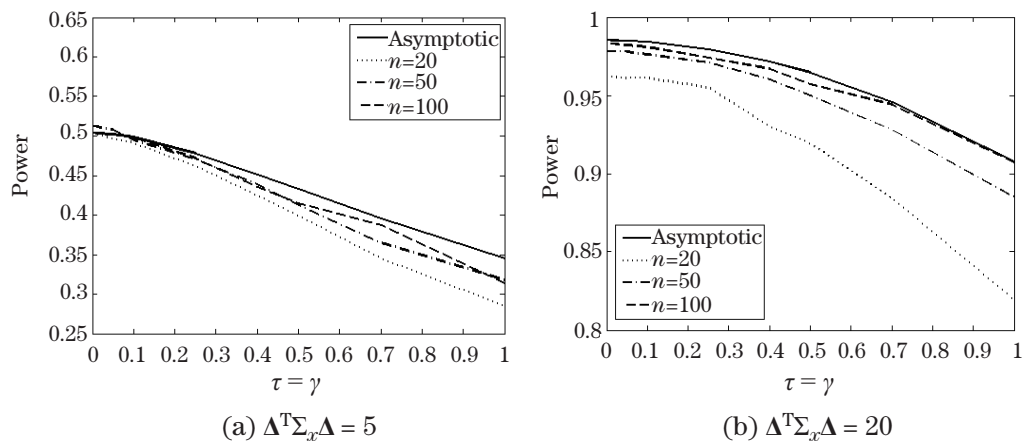 0.65
0.6
0.55
0.5
0.45
0.4
0.35
0.3
0.25
Power
Asymptotic
n=20
n=50
n=100
0 0.1 0.2 0.3 0.4 0.5 0.6 0.7 0.8 0.9 1
τ = γ
(a) Δ^TΣ_xΔ = 5
1
0.95
0.9
0.85
0.8
Power
Asymptotic
n=20
n=50
n=100
0 0.1 0.2 0.3 0.4 0.5 0.6 0.7 0.8 0.9 1
τ = γ
(b) Δ^TΣ_xΔ = 20